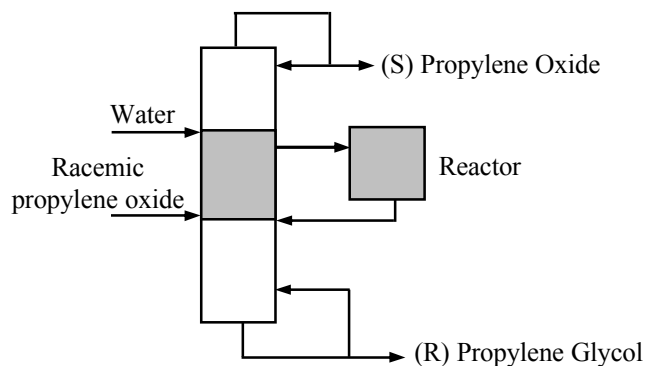 (S) Propylene Oxide
Water
Racemic
propylene oxide
Reactor
(R) Propylene Glycol